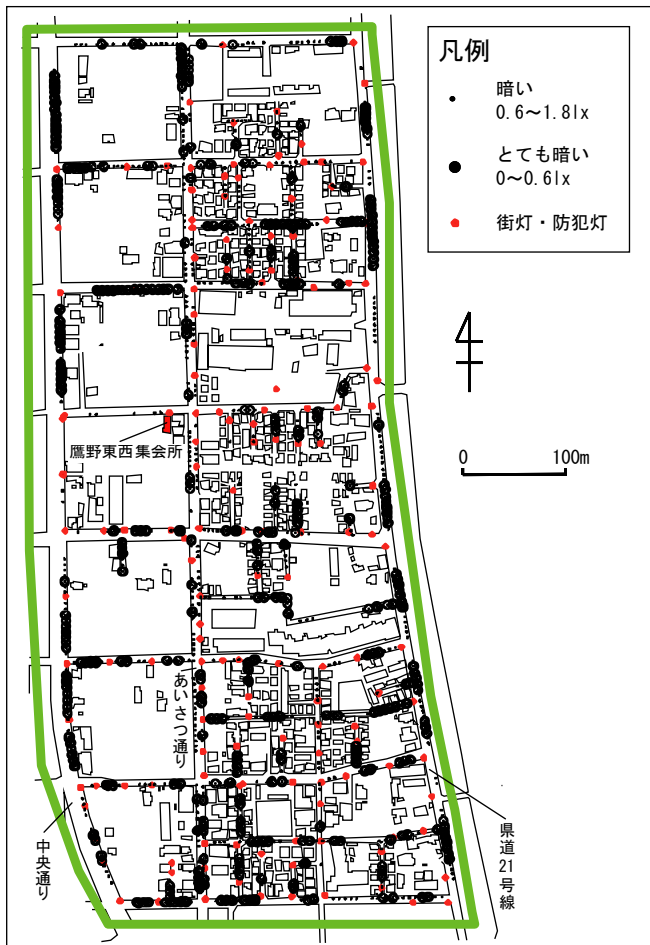 凡例
暗い
0.6～1.8lx
とても暗い
0～0.6lx
街灯・防犯灯
鷹野東西集会所
0 100m
あいさつ通り
中央通り
県道21号線